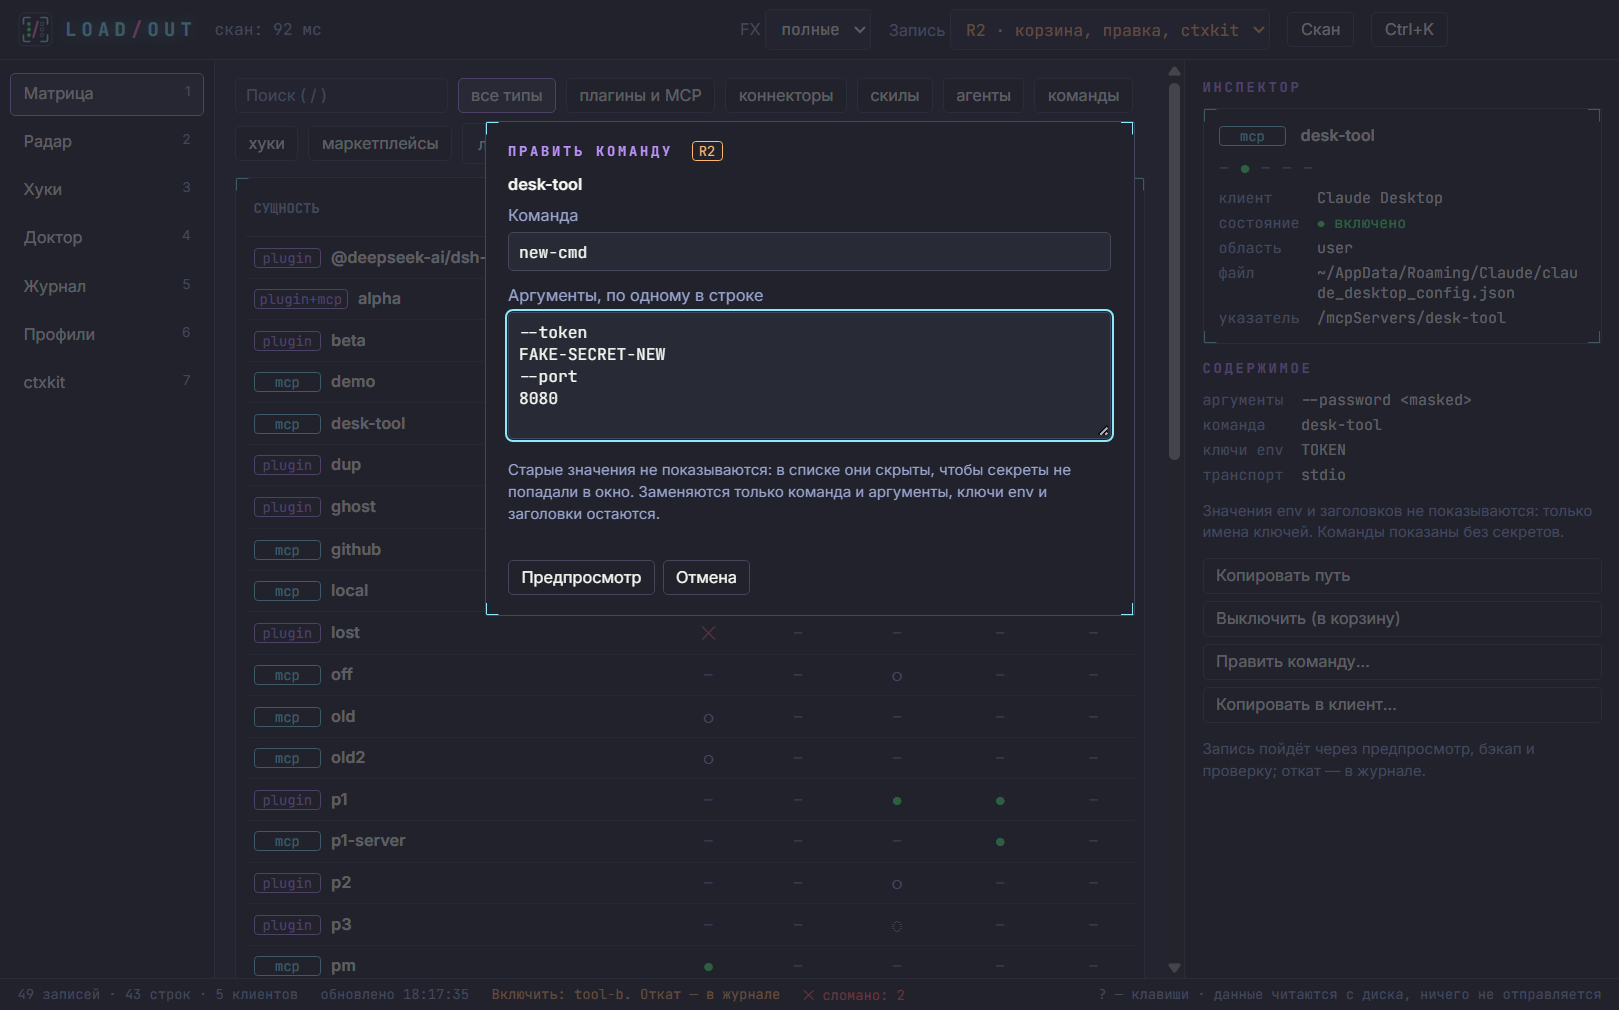 LOAD/OUT скан: 92 мс
FX полные Запись R2 · корзина, правка, ctxkit Скан Ctrl+K
Матрица 1
Радар 2
Хуки 3
Доктор 4
Журнал 5
Профили 6
ctxkit 7
Поиск ( / ) все типы плагины и MCP коннекторы скилы агенты команды
хуки маркетплейсы
СУЩНОСТЬ
plugin @deepseek-ai/dsh-
plugin+mcp alpha
plugin beta
mcp demo
mcp desk-tool
plugin dup
plugin ghost
mcp github
mcp local
plugin lost
mcp off
mcp old
mcp old2
plugin p1
mcp p1-server
plugin p2
plugin p3
mcp pm
ПРАВИТЬ КОМАНДУ R2
desk-tool
Команда
new-cmd
Аргументы, по одному в строке
--token
FAKE-SECRET-NEW
--port
8080
Старые значения не показываются: в списке они скрыты, чтобы секреты не
попадали в окно. Заменяются только команда и аргументы, ключи env и
заголовки остаются.
Предпросмотр Отмена
ИНСПЕКТОР
mcp desk-tool
клиент Claude Desktop
состояние ● включено
область user
файл ~/AppData/Roaming/Claude/clau
de_desktop_config.json
указатель /mcpServers/desk-tool
СОДЕРЖИМОЕ
аргументы --password <masked>
команда desk-tool
ключи env TOKEN
транспорт stdio
Значения env и заголовков не показываются: только
имена ключей. Команды показаны без секретов.
Копировать путь
Выключить (в корзину)
Править команду...
Копировать в клиент...
Запись пойдёт через предпросмотр, бэкап и
проверку; откат — в журнале.
49 записей · 43 строк · 5 клиентов обновлено 18:17:35 Включить: tool-b. Откат — в журнале сломано: 2
? — клавиши · данные читаются с диска, ничего не отправляется